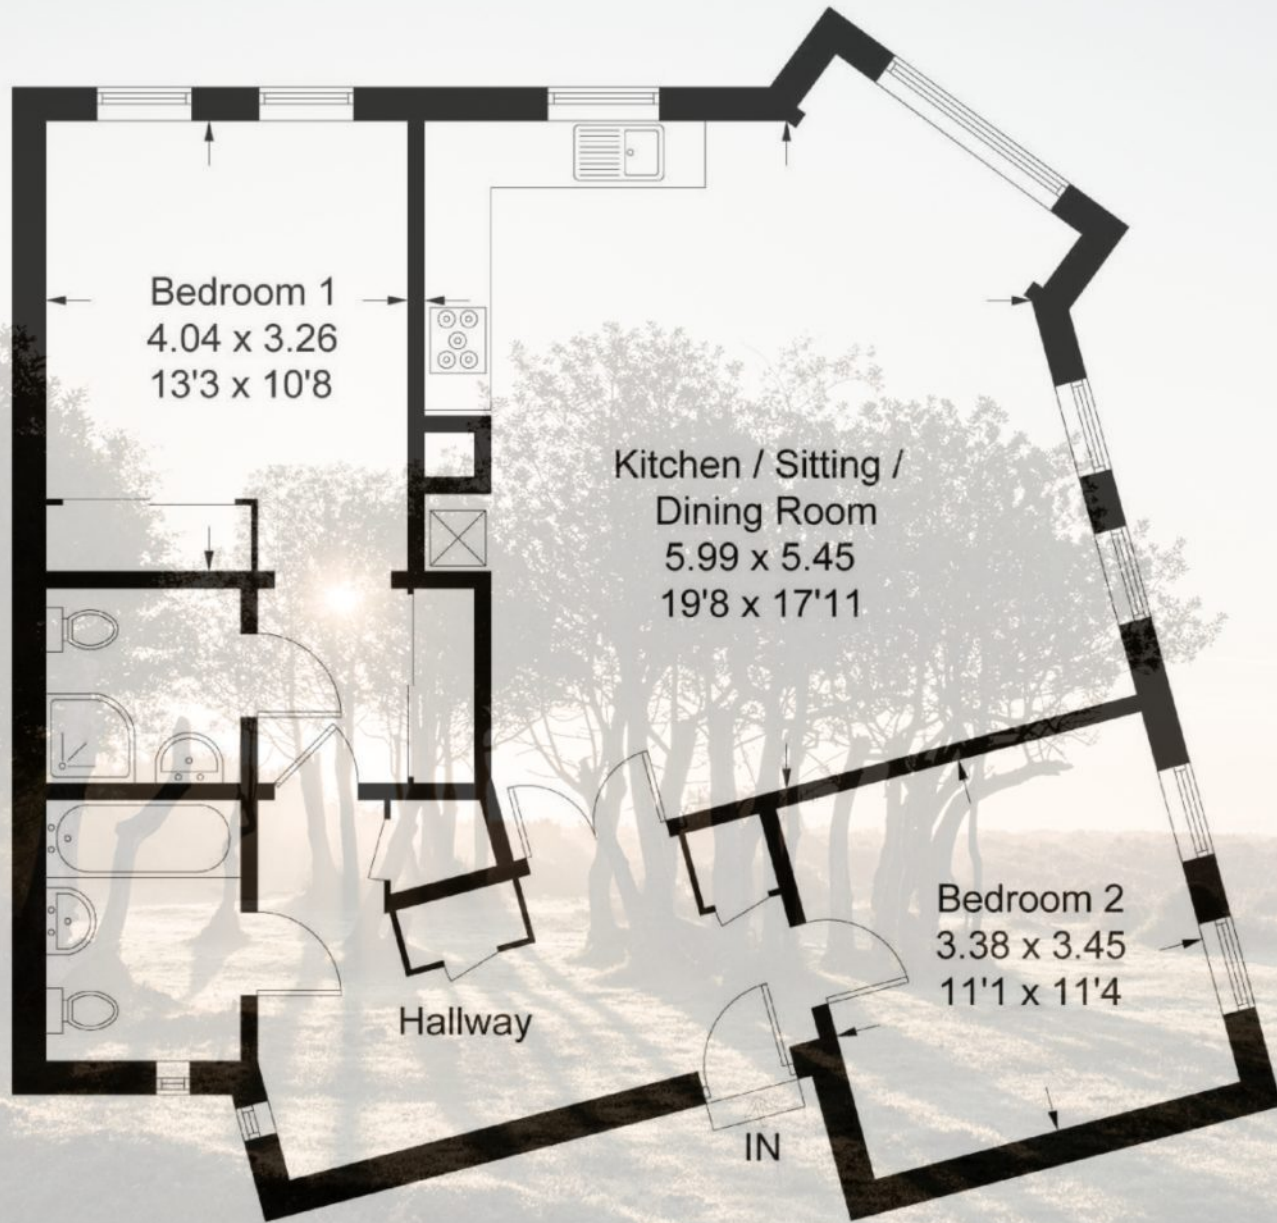 Bedroom 1
4.04 x 3.26
13'3 x 10'8
Kitchen / Sitting /
Dining Room
5.99 x 5.45
19'8 x 17'11
Bedroom 2
3.38 x 3.45
11'1 x 11'4
Hallway
IN